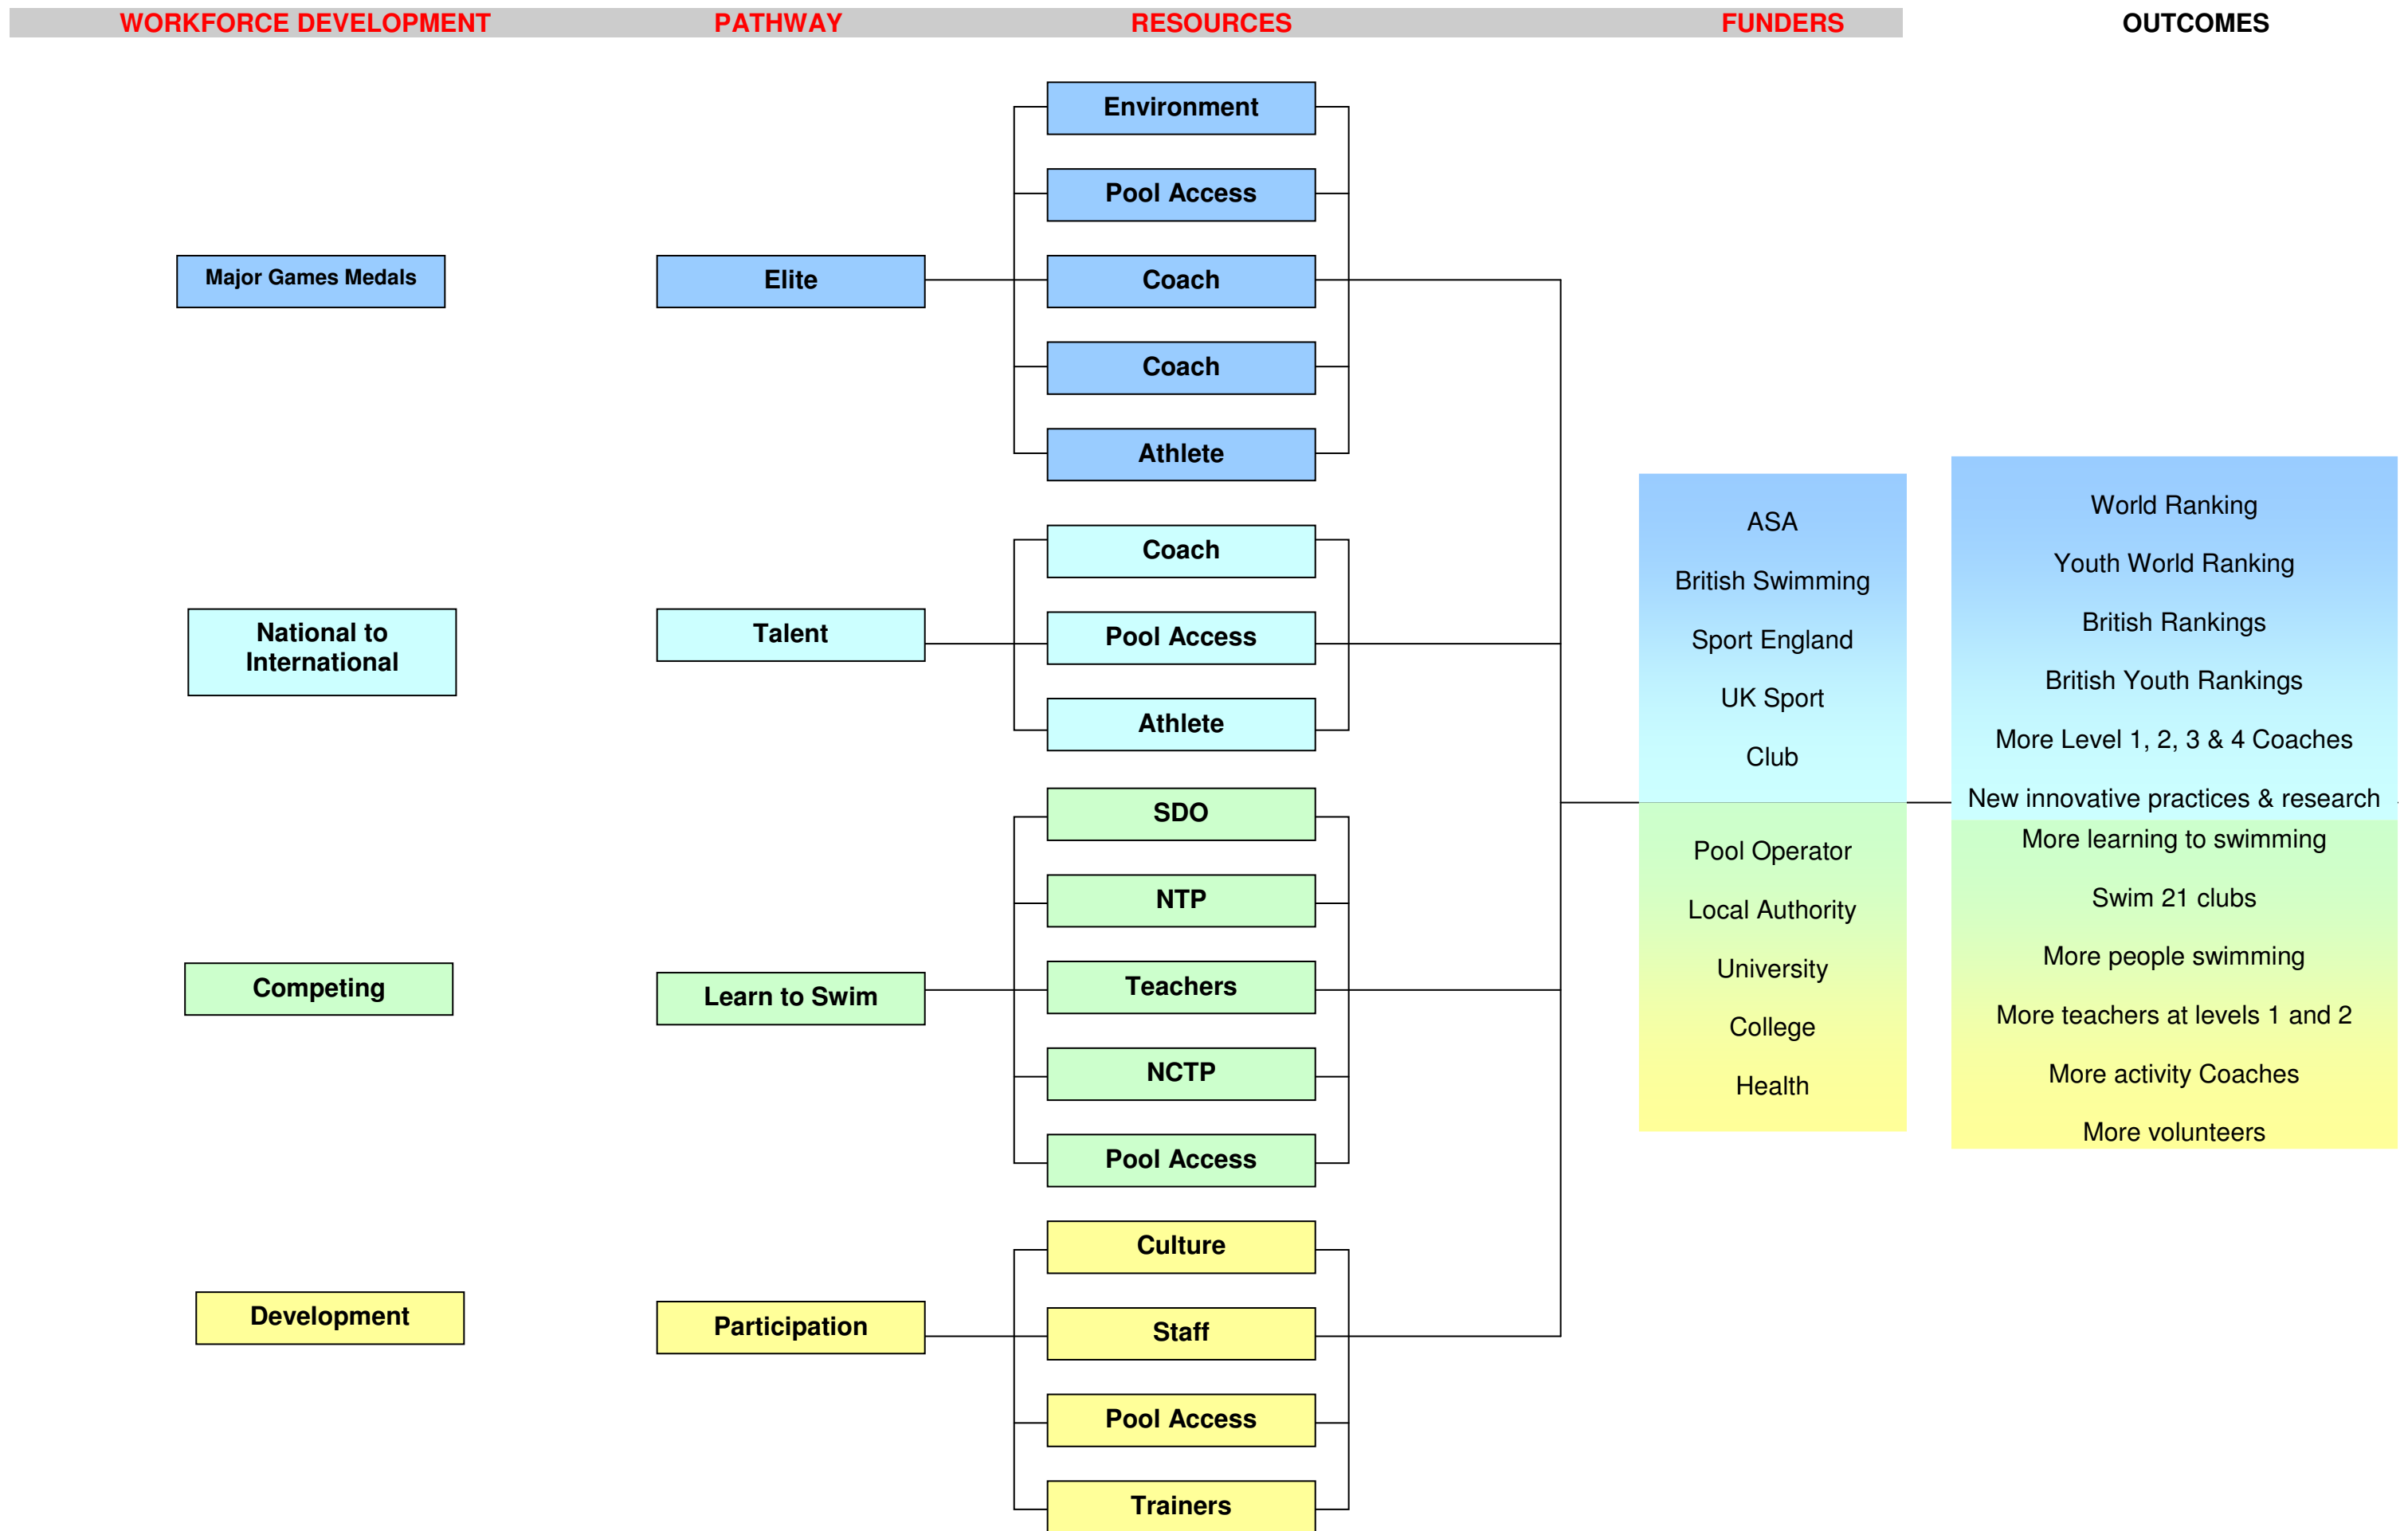 WORKFORCE DEVELOPMENT
PATHWAY
RESOURCES
FUNDERS
OUTCOMES
Major Games Medals
National to
International
Competing
Development
Elite
Talent
Learn to Swim
Participation
Environment
Pool Access
Coach
Coach
Athlete
Coach
Pool Access
Athlete
SDO
NTP
Teachers
NCTP
Pool Access
Culture
Staff
Pool Access
Trainers
ASA
British Swimming
Sport England
UK Sport
Club
Pool Operator
Local Authority
University
College
Health
World Ranking
Youth World Ranking
British Rankings
British Youth Rankings
More Level 1, 2, 3 & 4 Coaches
New innovative practices & research
More learning to swimming
Swim 21 clubs
More people swimming
More teachers at levels 1 and 2
More activity Coaches
More volunteers